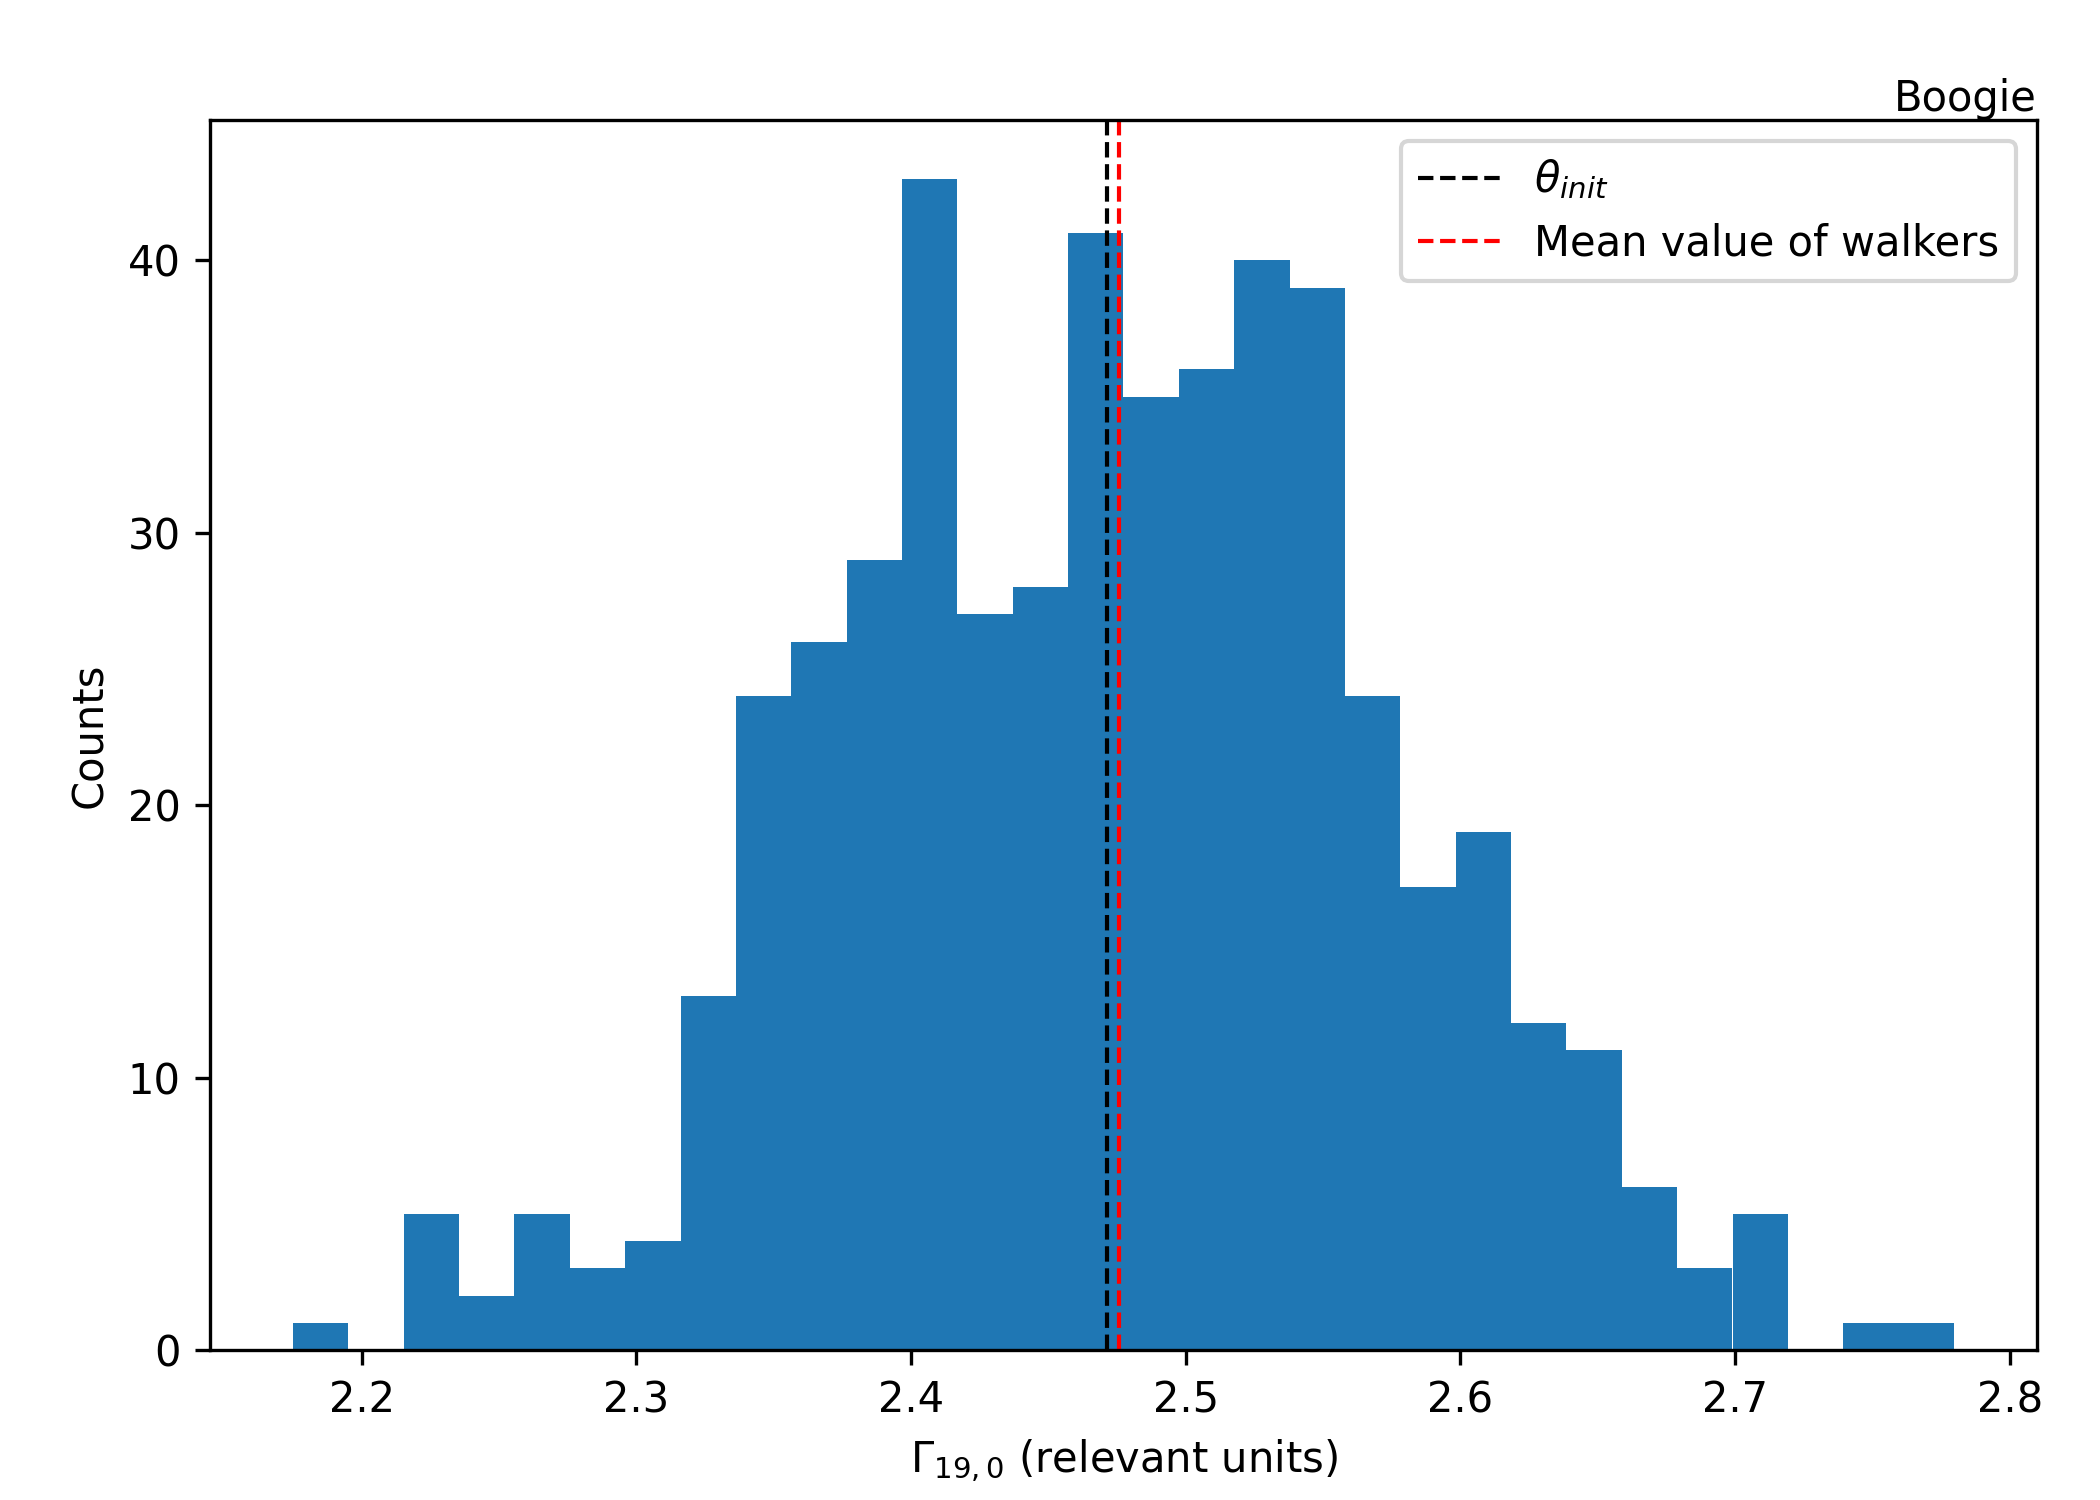 Boogie
θinit
Mean value of walkers
40
30
20
10
0
Counts
2.2 2.3 2.4 2.5 2.6 2.7 2.8
Γ19, 0 (relevant units)